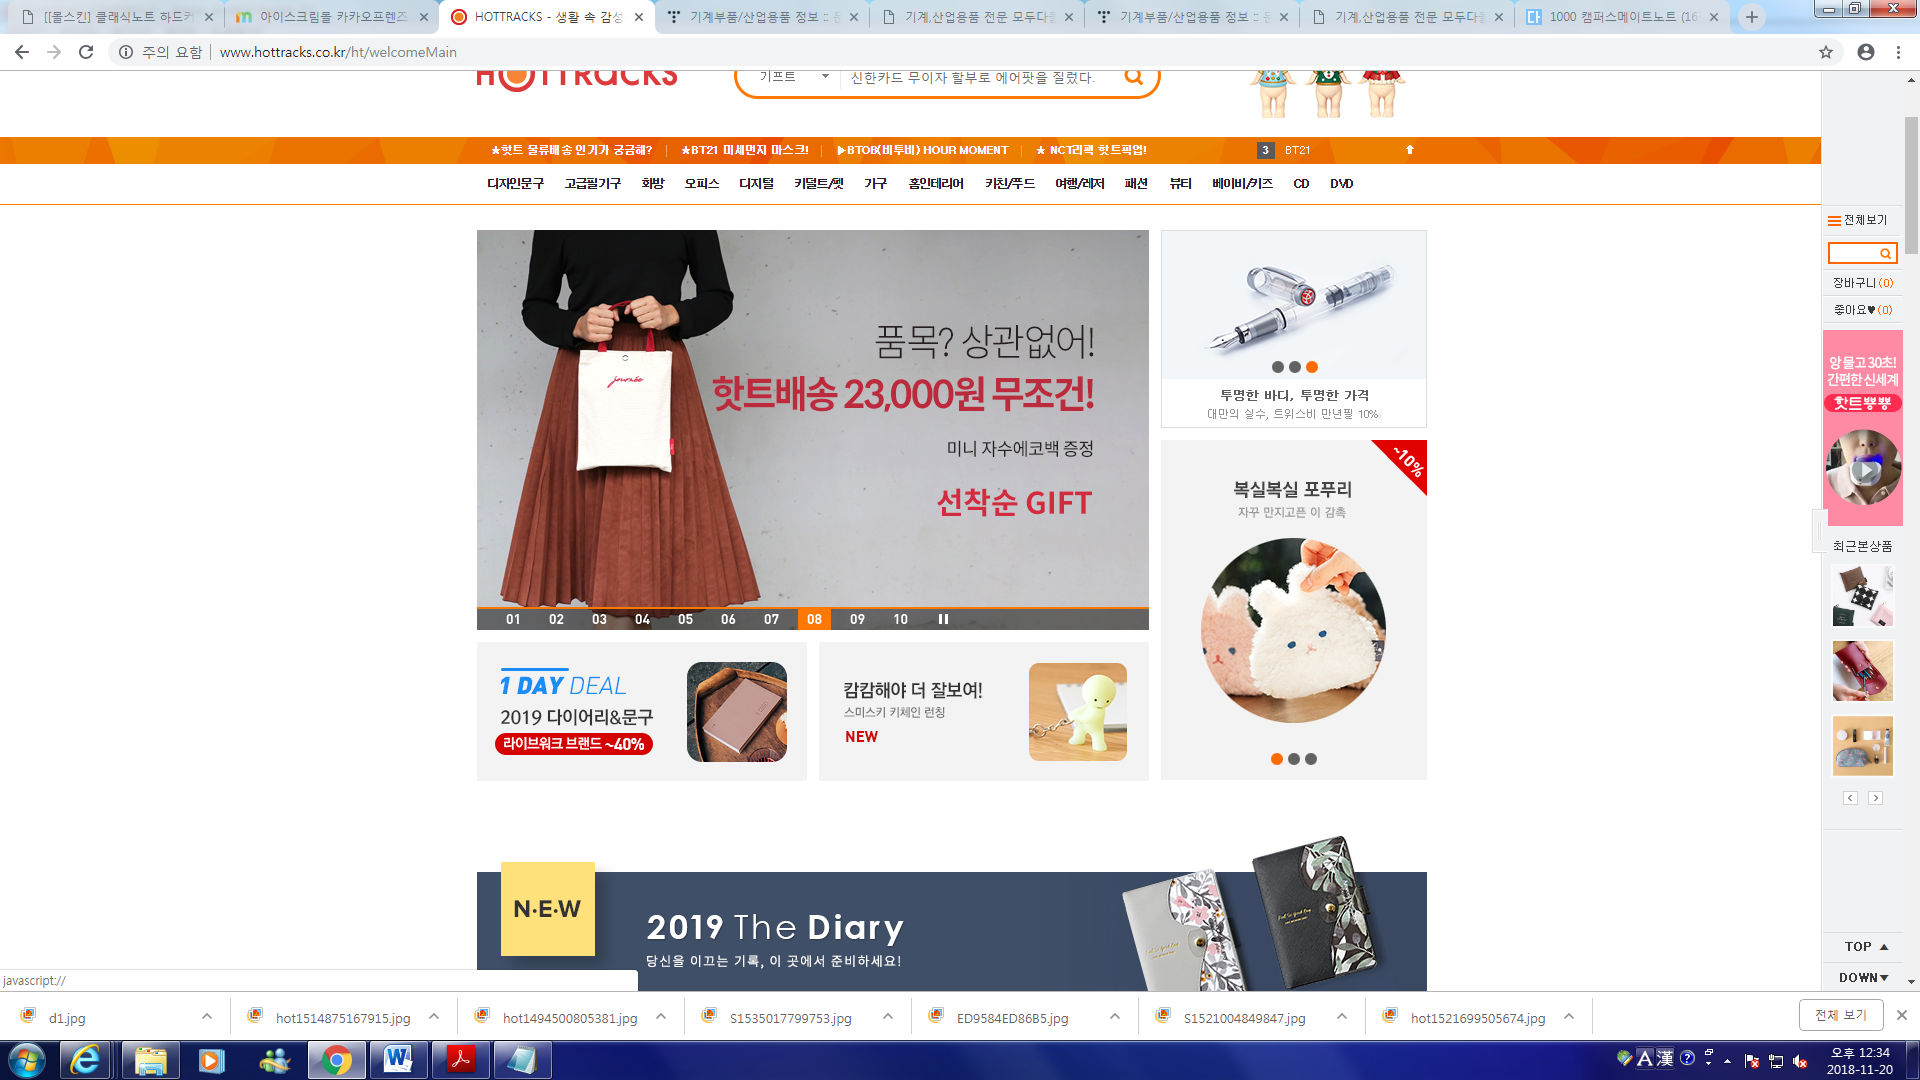 [[몰스킨] 클래식노트 하드커
아이스크림몰 카카오프렌즈
HOTTRACKS - 생활 속 감성
기계부품/산업용품 정보
기계,산업용품 전문 모두다
기계부품/산업용품 정보
기계,산업용품 전문 모두다
1000 캠퍼스메이트노트 (16
주의 요함 | www.hottracks.co.kr/ht/welcomeMain
HOTTRACKS
기프트
신한카드 무이자 할부로 에어팟을 질렀다.
★핫트 물류배송 인기가 궁금해?
★BT21 미세먼지 마스크!
▶BTOB(비투비) HOUR MOMENT
★ NCT리팩 핫트픽업!
3 BT21
디자인문구 고급필기구 화방 오피스 디지털 키덜트/펫 가구 홈인테리어 키친/푸드 여행/레저 패션 뷰티 베이비/키즈 CD DVD
journée
품목? 상관없어!
핫트배송 23,000원 무조건!
미니 자수에코백 증정
선착순 GIFT
01 02 03 04 05 06 07 08 09 10
투명한 바디, 투명한 가격
대만의 실수, 트위스비 만년필 10%
~10%
복실복실 포푸리
자꾸 만지고픈 이 감촉
1 DAY DEAL
2019 다이어리&문구
라이브워크 브랜드 ~40%
캄캄해야 더 잘보여!
스미스키 키체인 런칭
NEW
N·E·W
2019 The Diary
당신을 이끄는 기록, 이 곳에서 준비하세요!
전체보기
장바구니(0)
좋아요♥(0)
앙 물고 30초!
간편한 신세계
핫트뿅뿅
최근본상품
TOP ▲
DOWN▼
javascript://
d1.jpg
hot1514875167915.jpg
hot1494500805381.jpg
S1535017799753.jpg
ED9584ED86B5.jpg
S1521004849847.jpg
hot1521699505674.jpg
전체 보기
A 漢
오후 12:34
2018-11-20